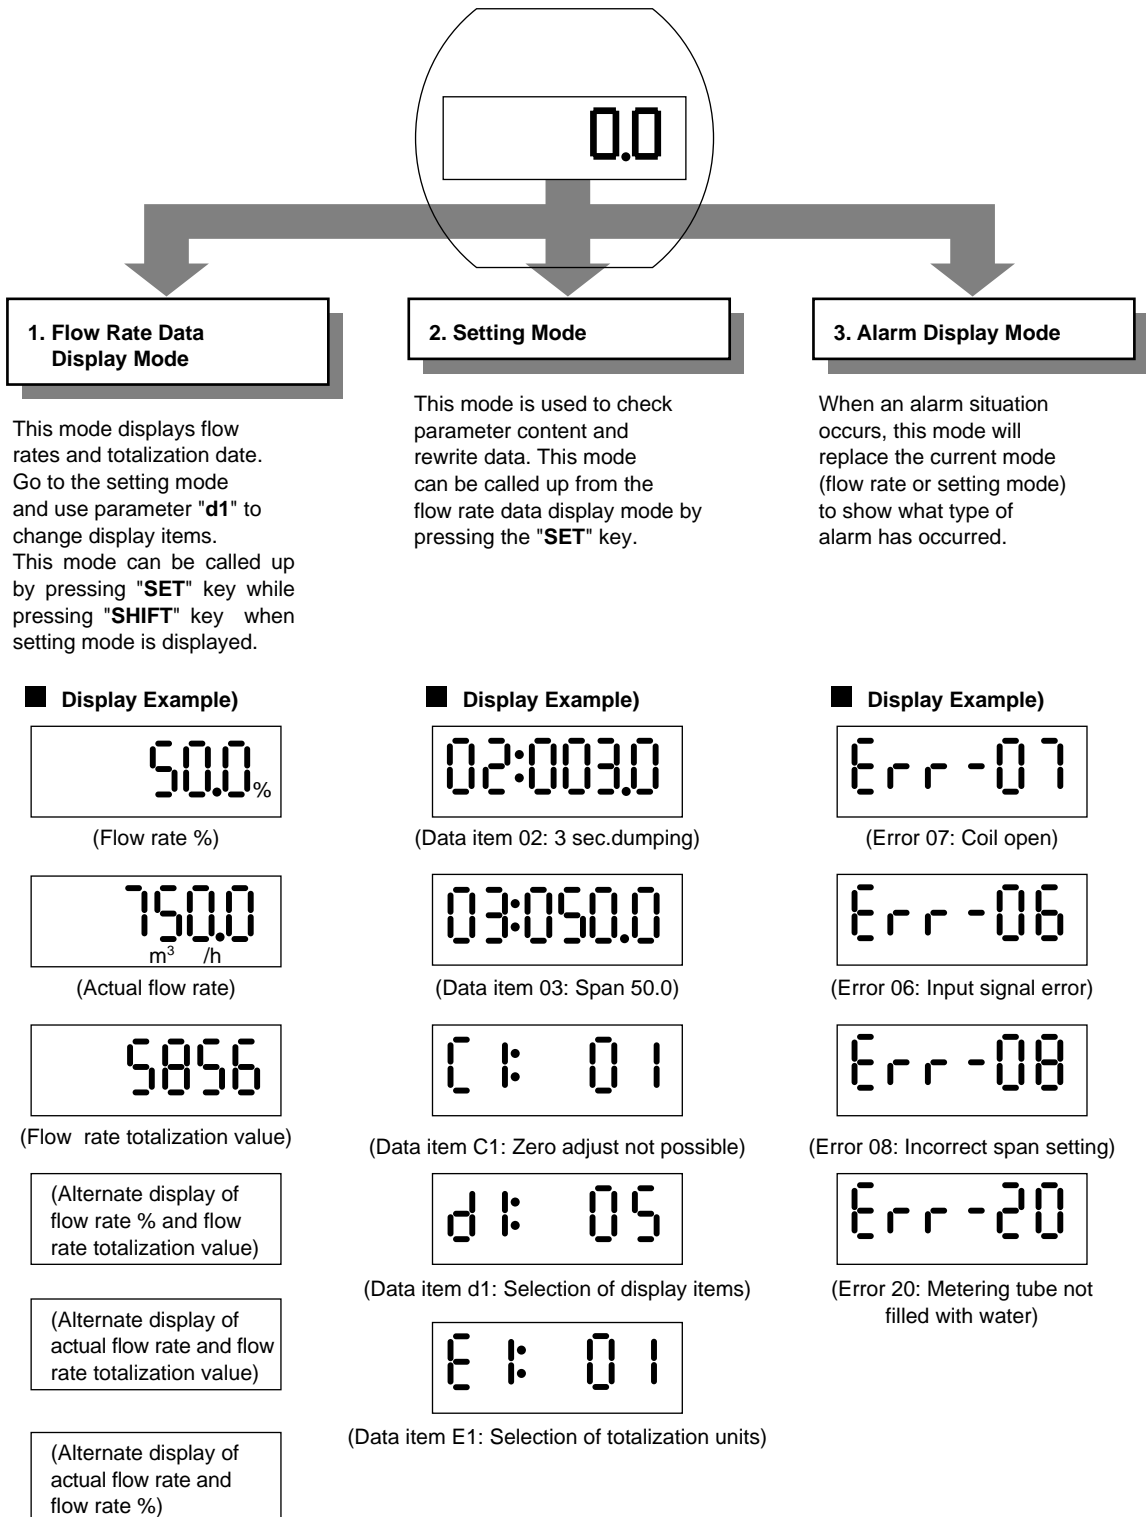 0.0
1. Flow Rate Data
Display Mode
This mode displays flow
rates and totalization date.
Go to the setting mode
and use parameter "d1" to
change display items.
This mode can be called up
by pressing "SET" key while
pressing "SHIFT" key when
setting mode is displayed.
Display Example)
50.0%
(Flow rate %)
750.0
m³ /h
(Actual flow rate)
5856
(Flow rate totalization value)
(Alternate display of
flow rate % and flow
rate totalization value)
(Alternate display of
actual flow rate and flow
rate totalization value)
(Alternate display of
actual flow rate and
flow rate %)
2. Setting Mode
This mode is used to check
parameter content and
rewrite data. This mode
can be called up from the
flow rate data display mode by
pressing the "SET" key.
Display Example)
02:003.0
(Data item 02: 3 sec.dumping)
03:050.0
(Data item 03: Span 50.0)
C1: 01
(Data item C1: Zero adjust not possible)
d1: 05
(Data item d1: Selection of display items)
E1: 01
(Data item E1: Selection of totalization units)
3. Alarm Display Mode
When an alarm situation
occurs, this mode will
replace the current mode
(flow rate or setting mode)
to show what type of
alarm has occurred.
Display Example)
Err-07
(Error 07: Coil open)
Err-06
(Error 06: Input signal error)
Err-08
(Error 08: Incorrect span setting)
Err-20
(Error 20: Metering tube not
filled with water)